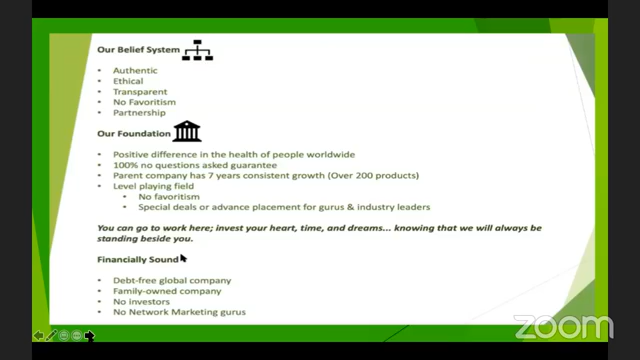 Our Belief System
Authentic
Ethical
Transparent
No Favoritism
Partnership
Our Foundation
Positive difference in the health of people worldwide
100% no questions asked guarantee
Parent company has 7 years consistent growth (Over 200 products)
Level playing field
No favoritism
Special deals or advance placement for gurus & industry leaders
You can go to work here; invest your heart, time, and dreams... knowing that we will always be
standing beside you.
Financially Sound
Debt-free global company
Family-owned company
No investors
No Network Marketing gurus
zoom